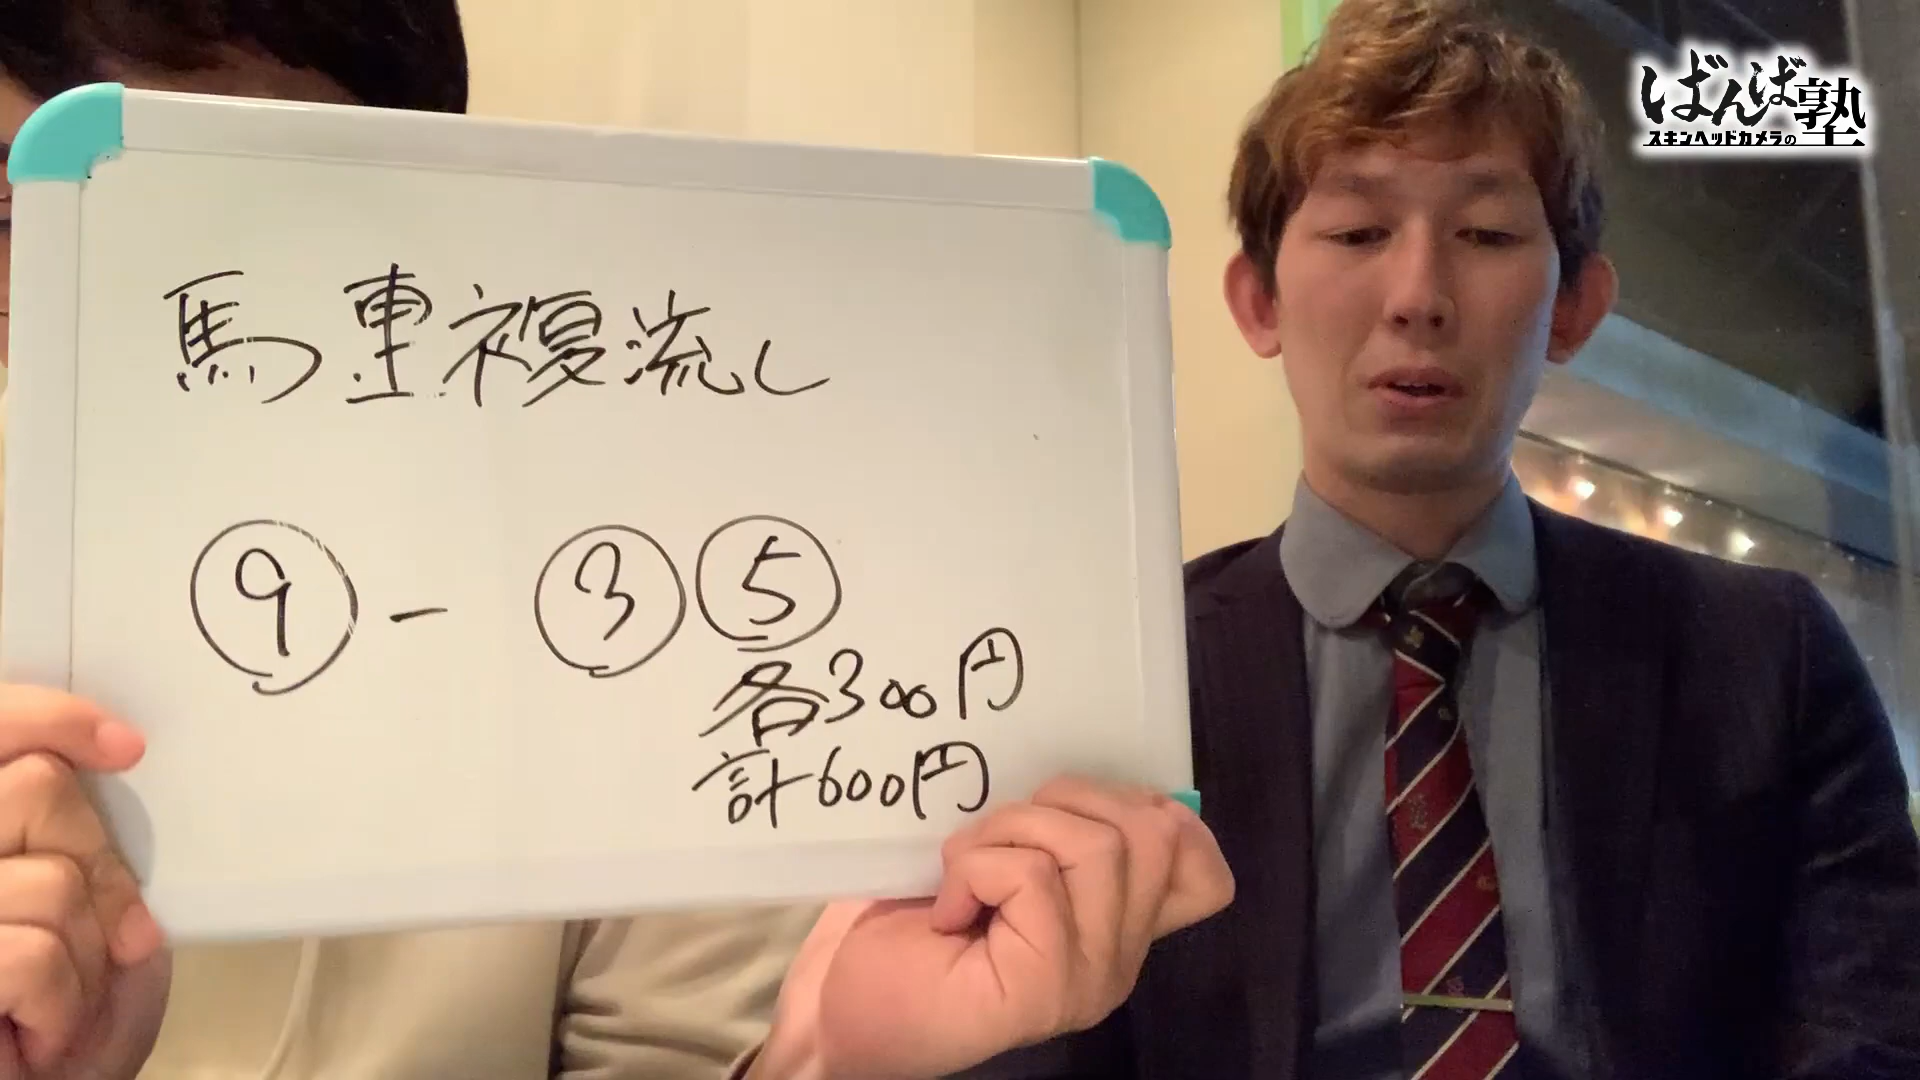 ばんば塾
スキンヘッドカメラの
馬重複流し
⑨ - ③⑤
各300円
計600円